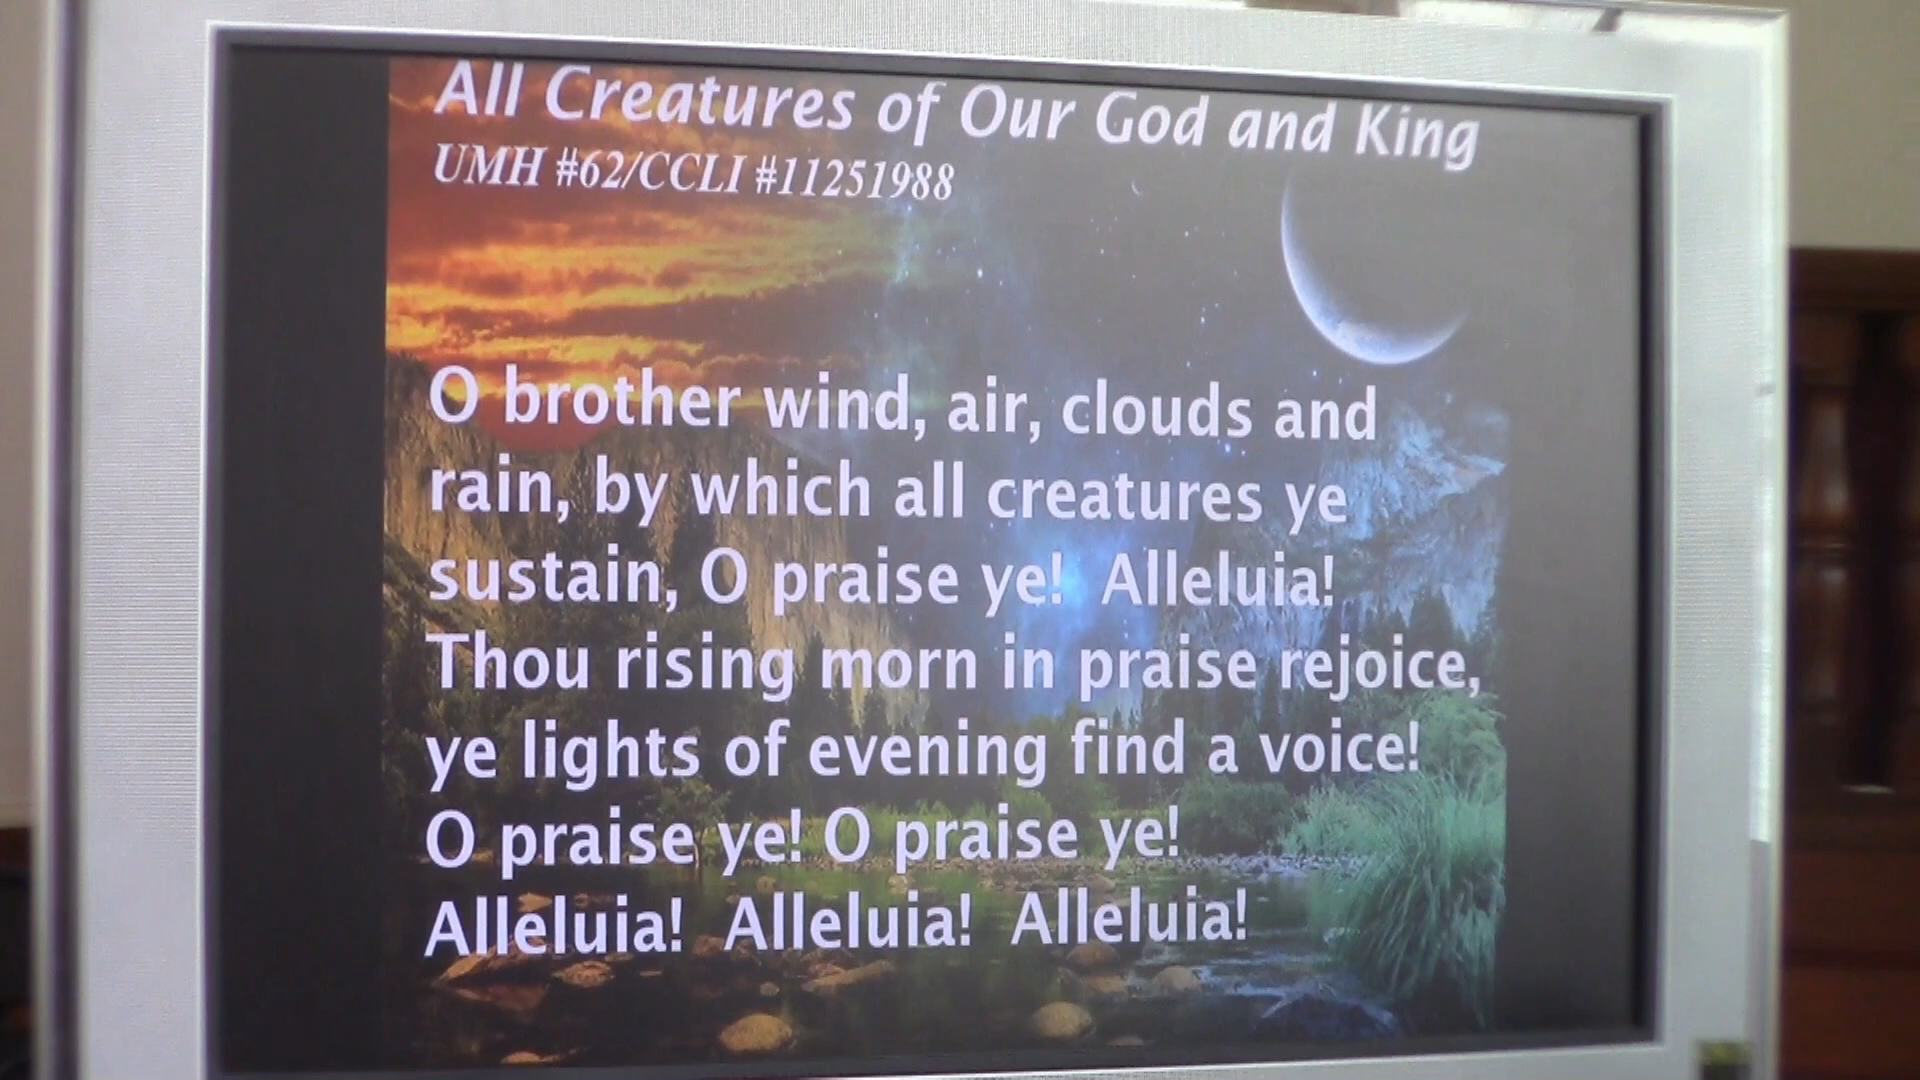 All Creatures of Our God and King
UMH #62/CCLI #11251988
O brother wind, air, clouds and
rain, by which all creatures ye
sustain, O praise ye! Alleluia!
Thou rising morn in praise rejoice,
ye lights of evening find a voice!
O praise ye! O praise ye!
Alleluia! Alleluia! Alleluia!